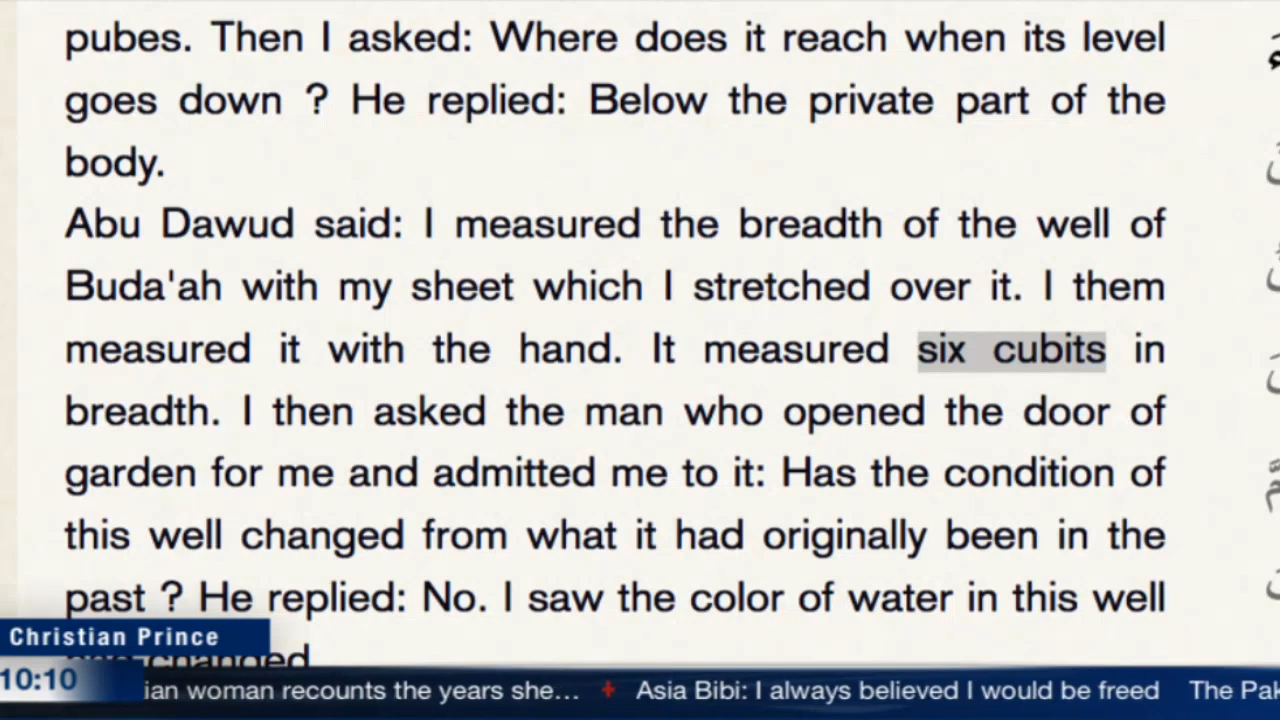 pubes. Then I asked: Where does it reach when its level
goes down ? He replied: Below the private part of the
body.
Abu Dawud said: I measured the breadth of the well of
Buda'ah with my sheet which I stretched over it. I them
measured it with the hand. It measured six cubits in
breadth. I then asked the man who opened the door of
garden for me and admitted me to it: Has the condition of
this well changed from what it had originally been in the
past ? He replied: No. I saw the color of water in this well
changed
Christian Prince
10:10
ian woman recounts the years she... Asia Bibi: I always believed I would be freed The Pak